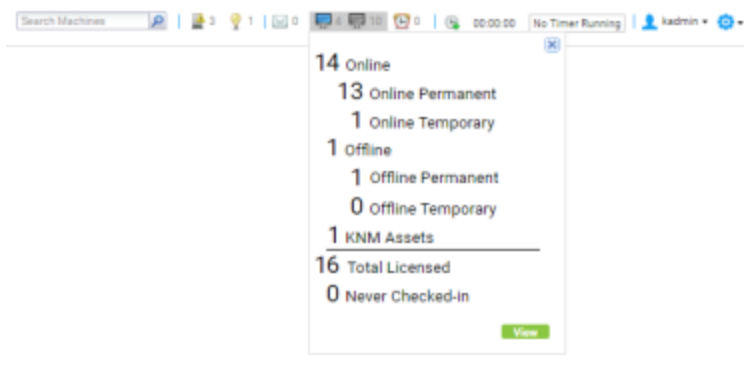 Search Machines 3 1 0 4 10 0 00:00:00 No Timer Running kadmin
14 Online
13 Online Permanent
1 Online Temporary
1 Offline
1 Offline Permanent
0 Offline Temporary
1 KNM Assets
16 Total Licensed
0 Never Checked-in
View